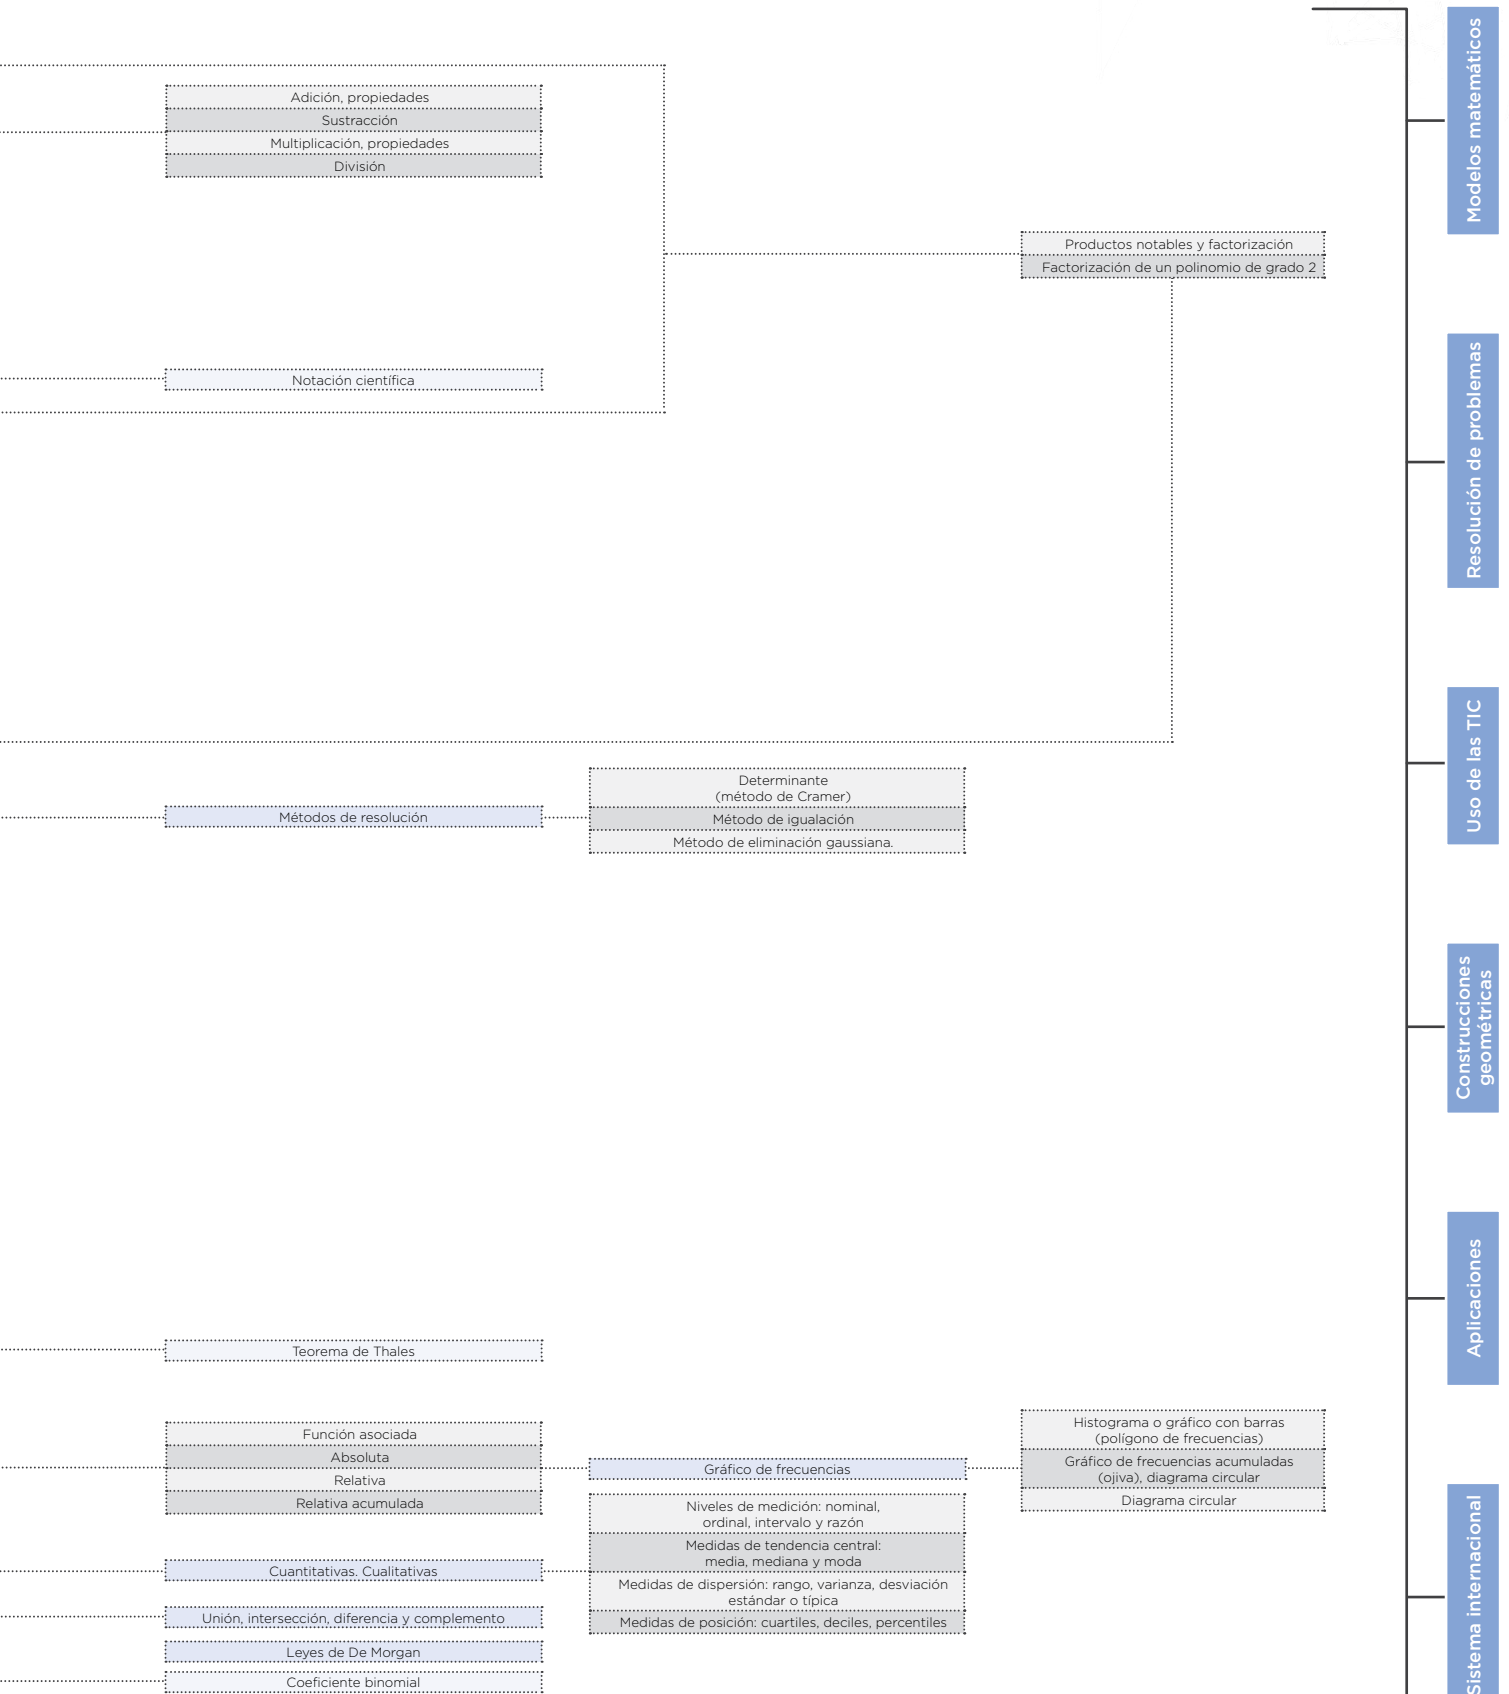 Adición, propiedades
Sustracción
Multiplicación, propiedades
División
Productos notables y factorización
Factorización de un polinomio de grado 2
Notación científica
Determinante
(método de Cramer)
Métodos de resolución
Método de igualación
Método de eliminación gaussiana.
Teorema de Thales
Función asociada
Absoluta
Relativa
Relativa acumulada
Gráfico de frecuencias
Histograma o gráfico con barras
(polígono de frecuencias)
Gráfico de frecuencias acumuladas
(ojiva), diagrama circular
Diagrama circular
Cuantitativas. Cualitativas
Niveles de medición: nominal,
ordinal, intervalo y razón
Medidas de tendencia central:
media, mediana y moda
Medidas de dispersión: rango, varianza, desviación
estándar o típica
Medidas de posición: cuartiles, deciles, percentiles
Unión, intersección, diferencia y complemento
Leyes de De Morgan
Coeficiente binomial
Modelos matemáticos
Resolución de problemas
Uso de las TIC
Construcciones
geométricas
Aplicaciones
Sistema internacional